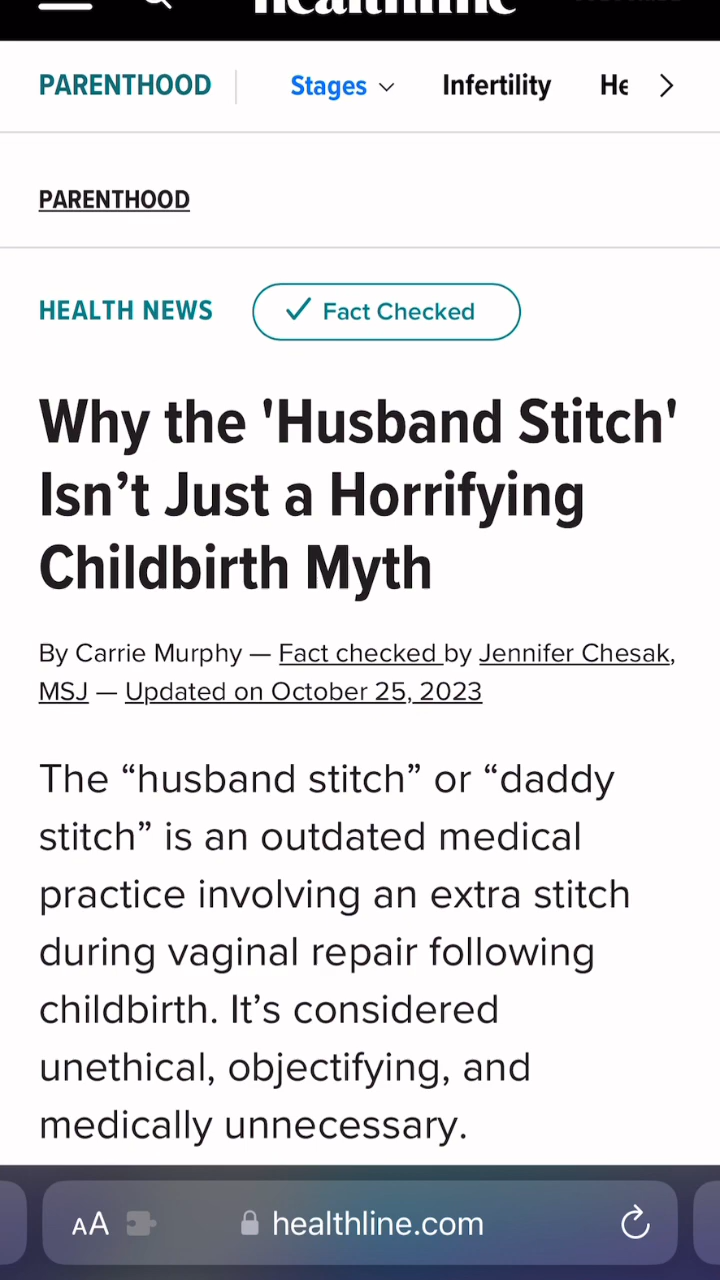 healthline
PARENTHOOD Stages Infertility He
PARENTHOOD
HEALTH NEWS Fact Checked
Why the 'Husband Stitch'
Isn’t Just a Horrifying
Childbirth Myth
By Carrie Murphy — Fact checked by Jennifer Chesak,
MSJ — Updated on October 25, 2023
The “husband stitch” or “daddy
stitch” is an outdated medical
practice involving an extra stitch
during vaginal repair following
childbirth. It’s considered
unethical, objectifying, and
medically unnecessary.
AA healthline.com